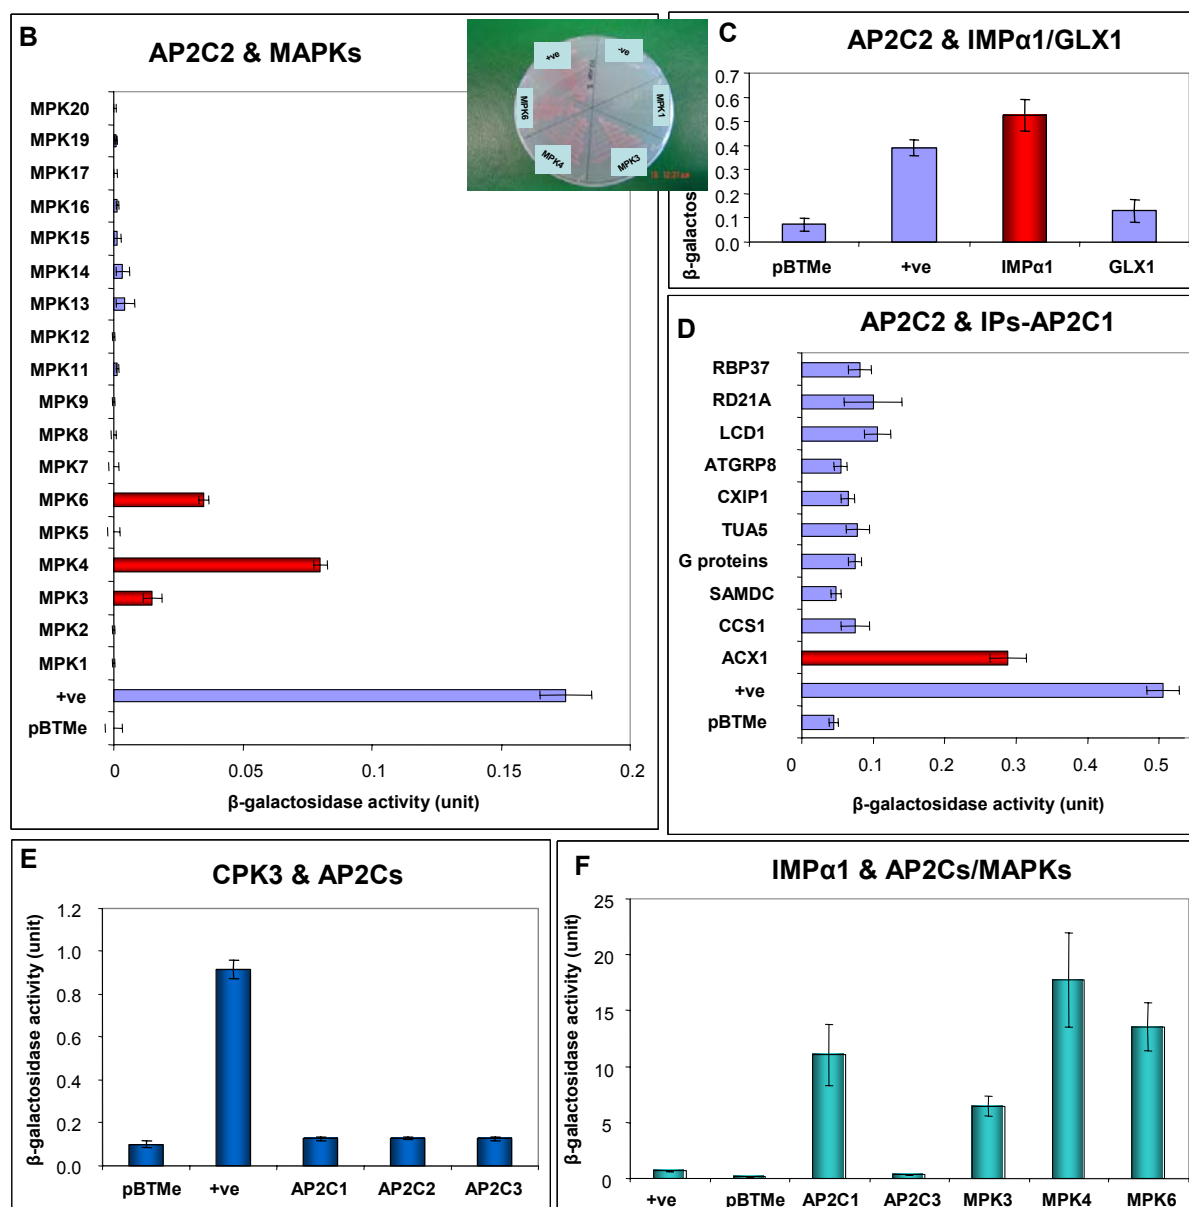 B
AP2C2 & MAPKs
MPK20
MPK19
MPK17
MPK16
MPK15
MPK14
MPK13
MPK12
MPK11
MPK9
MPK8
MPK7
MPK6
MPK5
MPK4
MPK3
MPK2
MPK1
+ve
pBTMe
0 0.05 0.1 0.15 0.2
β-galactosidase activity (unit)
+ve
-ve
MPK6
MPK1
MPK4
MPK3
C
AP2C2 & IMPα1/GLX1
0.7
0.6
0.5
0.4
0.3
0.2
0.1
0.0
β-galactos
pBTMe +ve IMPα1 GLX1
D
AP2C2 & IPs-AP2C1
RBP37
RD21A
LCD1
ATGRP8
CXIP1
TUA5
G proteins
SAMDC
CCS1
ACX1
+ve
pBTMe
0 0.1 0.2 0.3 0.4 0.5
β-galactosidase activity (unit)
E
CPK3 & AP2Cs
β-galactosidase activity (unit)
1.2
1.0
0.8
0.6
0.4
0.2
0.0
pBTMe +ve AP2C1 AP2C2 AP2C3
F
IMPα1 & AP2Cs/MAPKs
β-galactosidase activity (unit)
25
20
15
10
5
0
+ve pBTMe AP2C1 AP2C3 MPK3 MPK4 MPK6